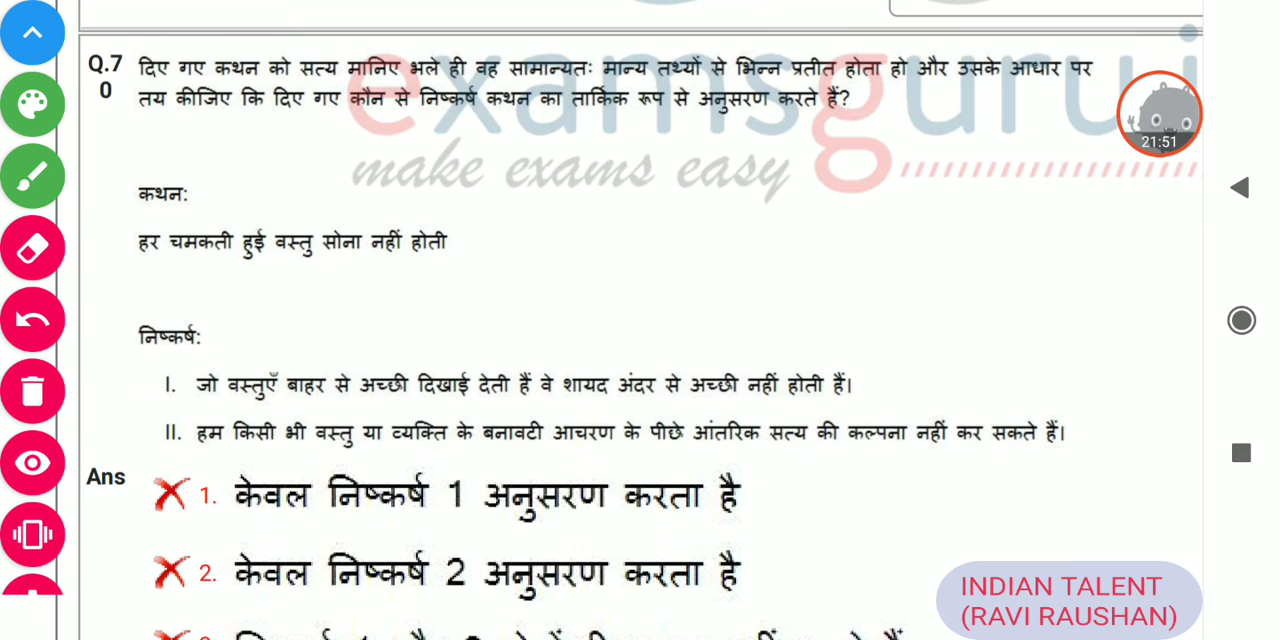 examsguru
make exams easy
Q.7
0
दिए गए कथन को सत्य मानिए भले ही वह सामान्यतः मान्य तथ्यों से भिन्न प्रतीत होता हो और उसके आधार पर
तय कीजिए कि दिए गए कौन से निष्कर्ष कथन का तार्किक रूप से अनुसरण करते हैं?
21:51
कथन:
हर चमकती हुई वस्तु सोना नहीं होती
निष्कर्ष:
I. जो वस्तुएँ बाहर से अच्छी दिखाई देती हैं वे शायद अंदर से अच्छी नहीं होती हैं।
II. हम किसी भी वस्तु या व्यक्ति के बनावटी आचरण के पीछे आंतरिक सत्य की कल्पना नहीं कर सकते हैं।
Ans
1. केवल निष्कर्ष 1 अनुसरण करता है
2. केवल निष्कर्ष 2 अनुसरण करता है
INDIAN TALENT
(RAVI RAUSHAN)